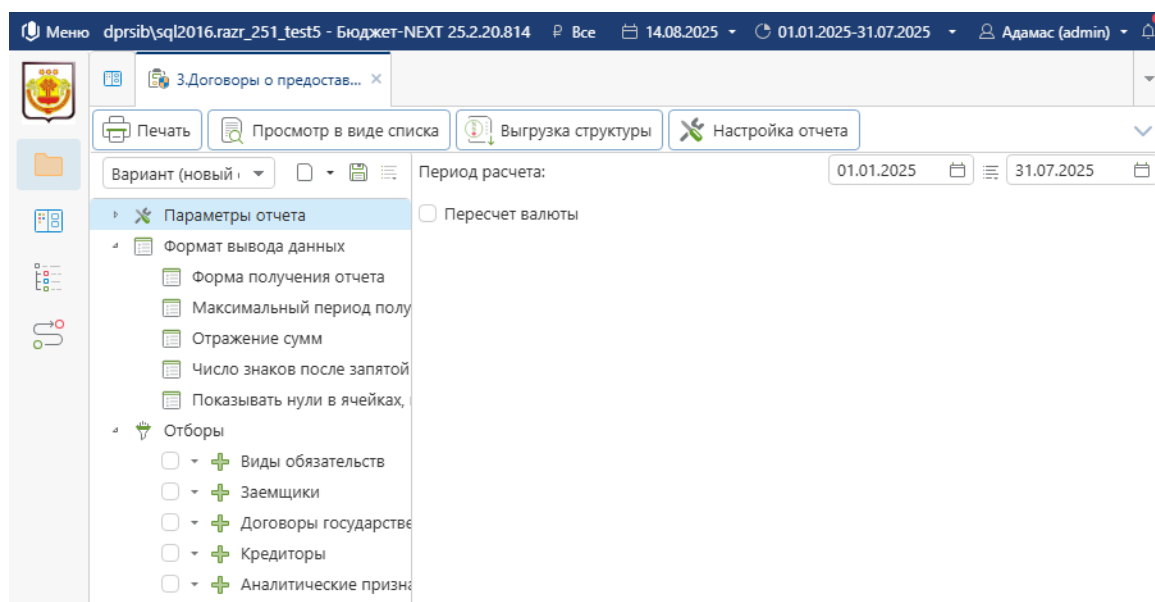 Меню dprsib\sql2016.razr_251_test5 - Бюджет-NEXT 25.2.20.814 ₽ Все 14.08.2025 01.01.2025-31.07.2025 Адамас (admin)
3.Договоры о предостав...
Печать Просмотр в виде списка Выгрузка структуры Настройка отчета
Вариант (новый Период расчета: 01.01.2025 31.07.2025
Параметры отчета Пересчет валюты
Формат вывода данных
Форма получения отчета
Максимальный период полу
Отражение сумм
Число знаков после запятой
Показывать нули в ячейках,
Отборы
Виды обязательств
Заемщики
Договоры государстве
Кредиторы
Аналитические призна